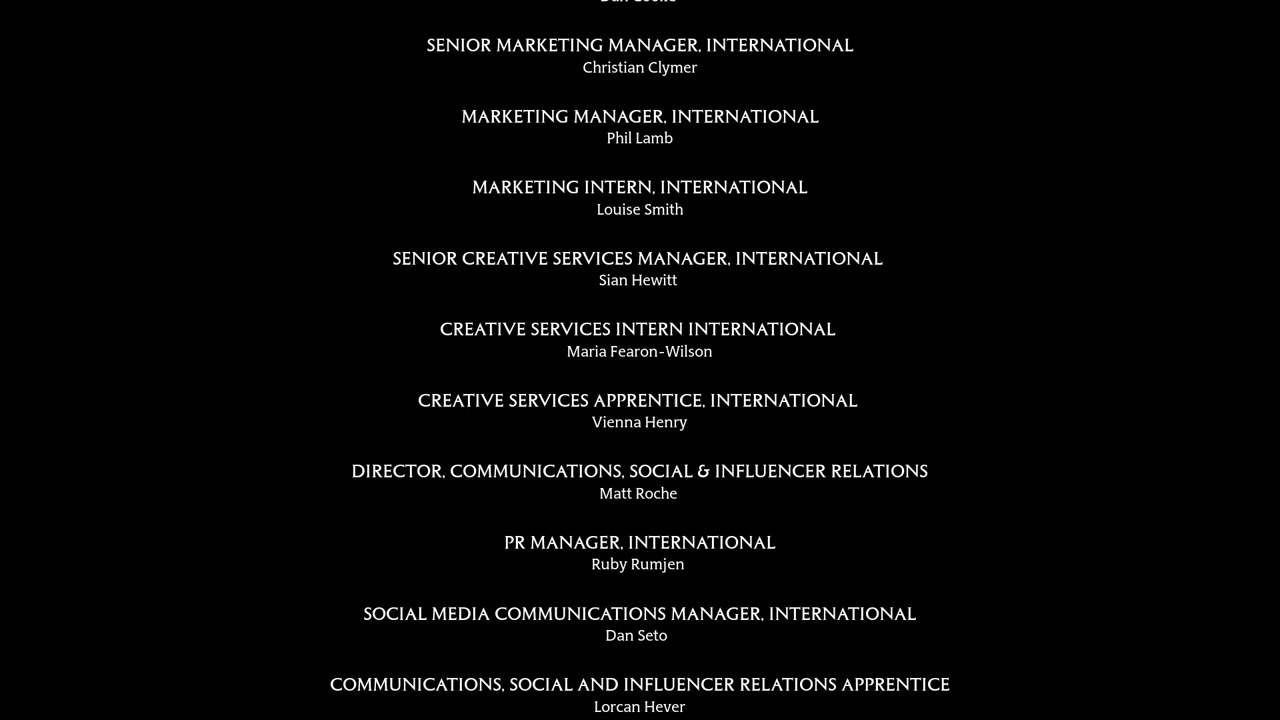 SENIOR MARKETING MANAGER, INTERNATIONAL
Christian Clymer
MARKETING MANAGER, INTERNATIONAL
Phil Lamb
MARKETING INTERN, INTERNATIONAL
Louise Smith
SENIOR CREATIVE SERVICES MANAGER, INTERNATIONAL
Sian Hewitt
CREATIVE SERVICES INTERN INTERNATIONAL
Maria Fearon-Wilson
CREATIVE SERVICES APPRENTICE, INTERNATIONAL
Vienna Henry
DIRECTOR, COMMUNICATIONS, SOCIAL & INFLUENCER RELATIONS
Matt Roche
PR MANAGER, INTERNATIONAL
Ruby Rumjen
SOCIAL MEDIA COMMUNICATIONS MANAGER, INTERNATIONAL
Dan Seto
COMMUNICATIONS, SOCIAL AND INFLUENCER RELATIONS APPRENTICE
Lorcan Hever